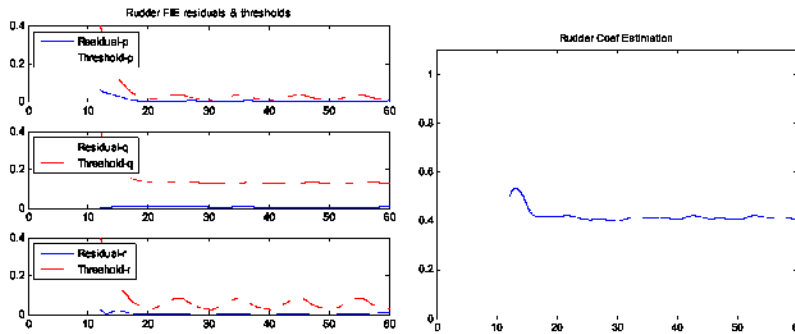 Rudder FIE residuals & thresholds
0.4
0.2
0
Residual-p
Threshold-p
0 10 20 30 40 50 60
0.4
0.2
0
Residual-q
Threshold-q
0 10 20 30 40 50 60
0.4
0.2
0
Residual-r
Threshold-r
0 10 20 30 40 50 60
Rudder Coef Estimation
1
0.8
0.6
0.4
0.2
0
0 10 20 30 40 50 60